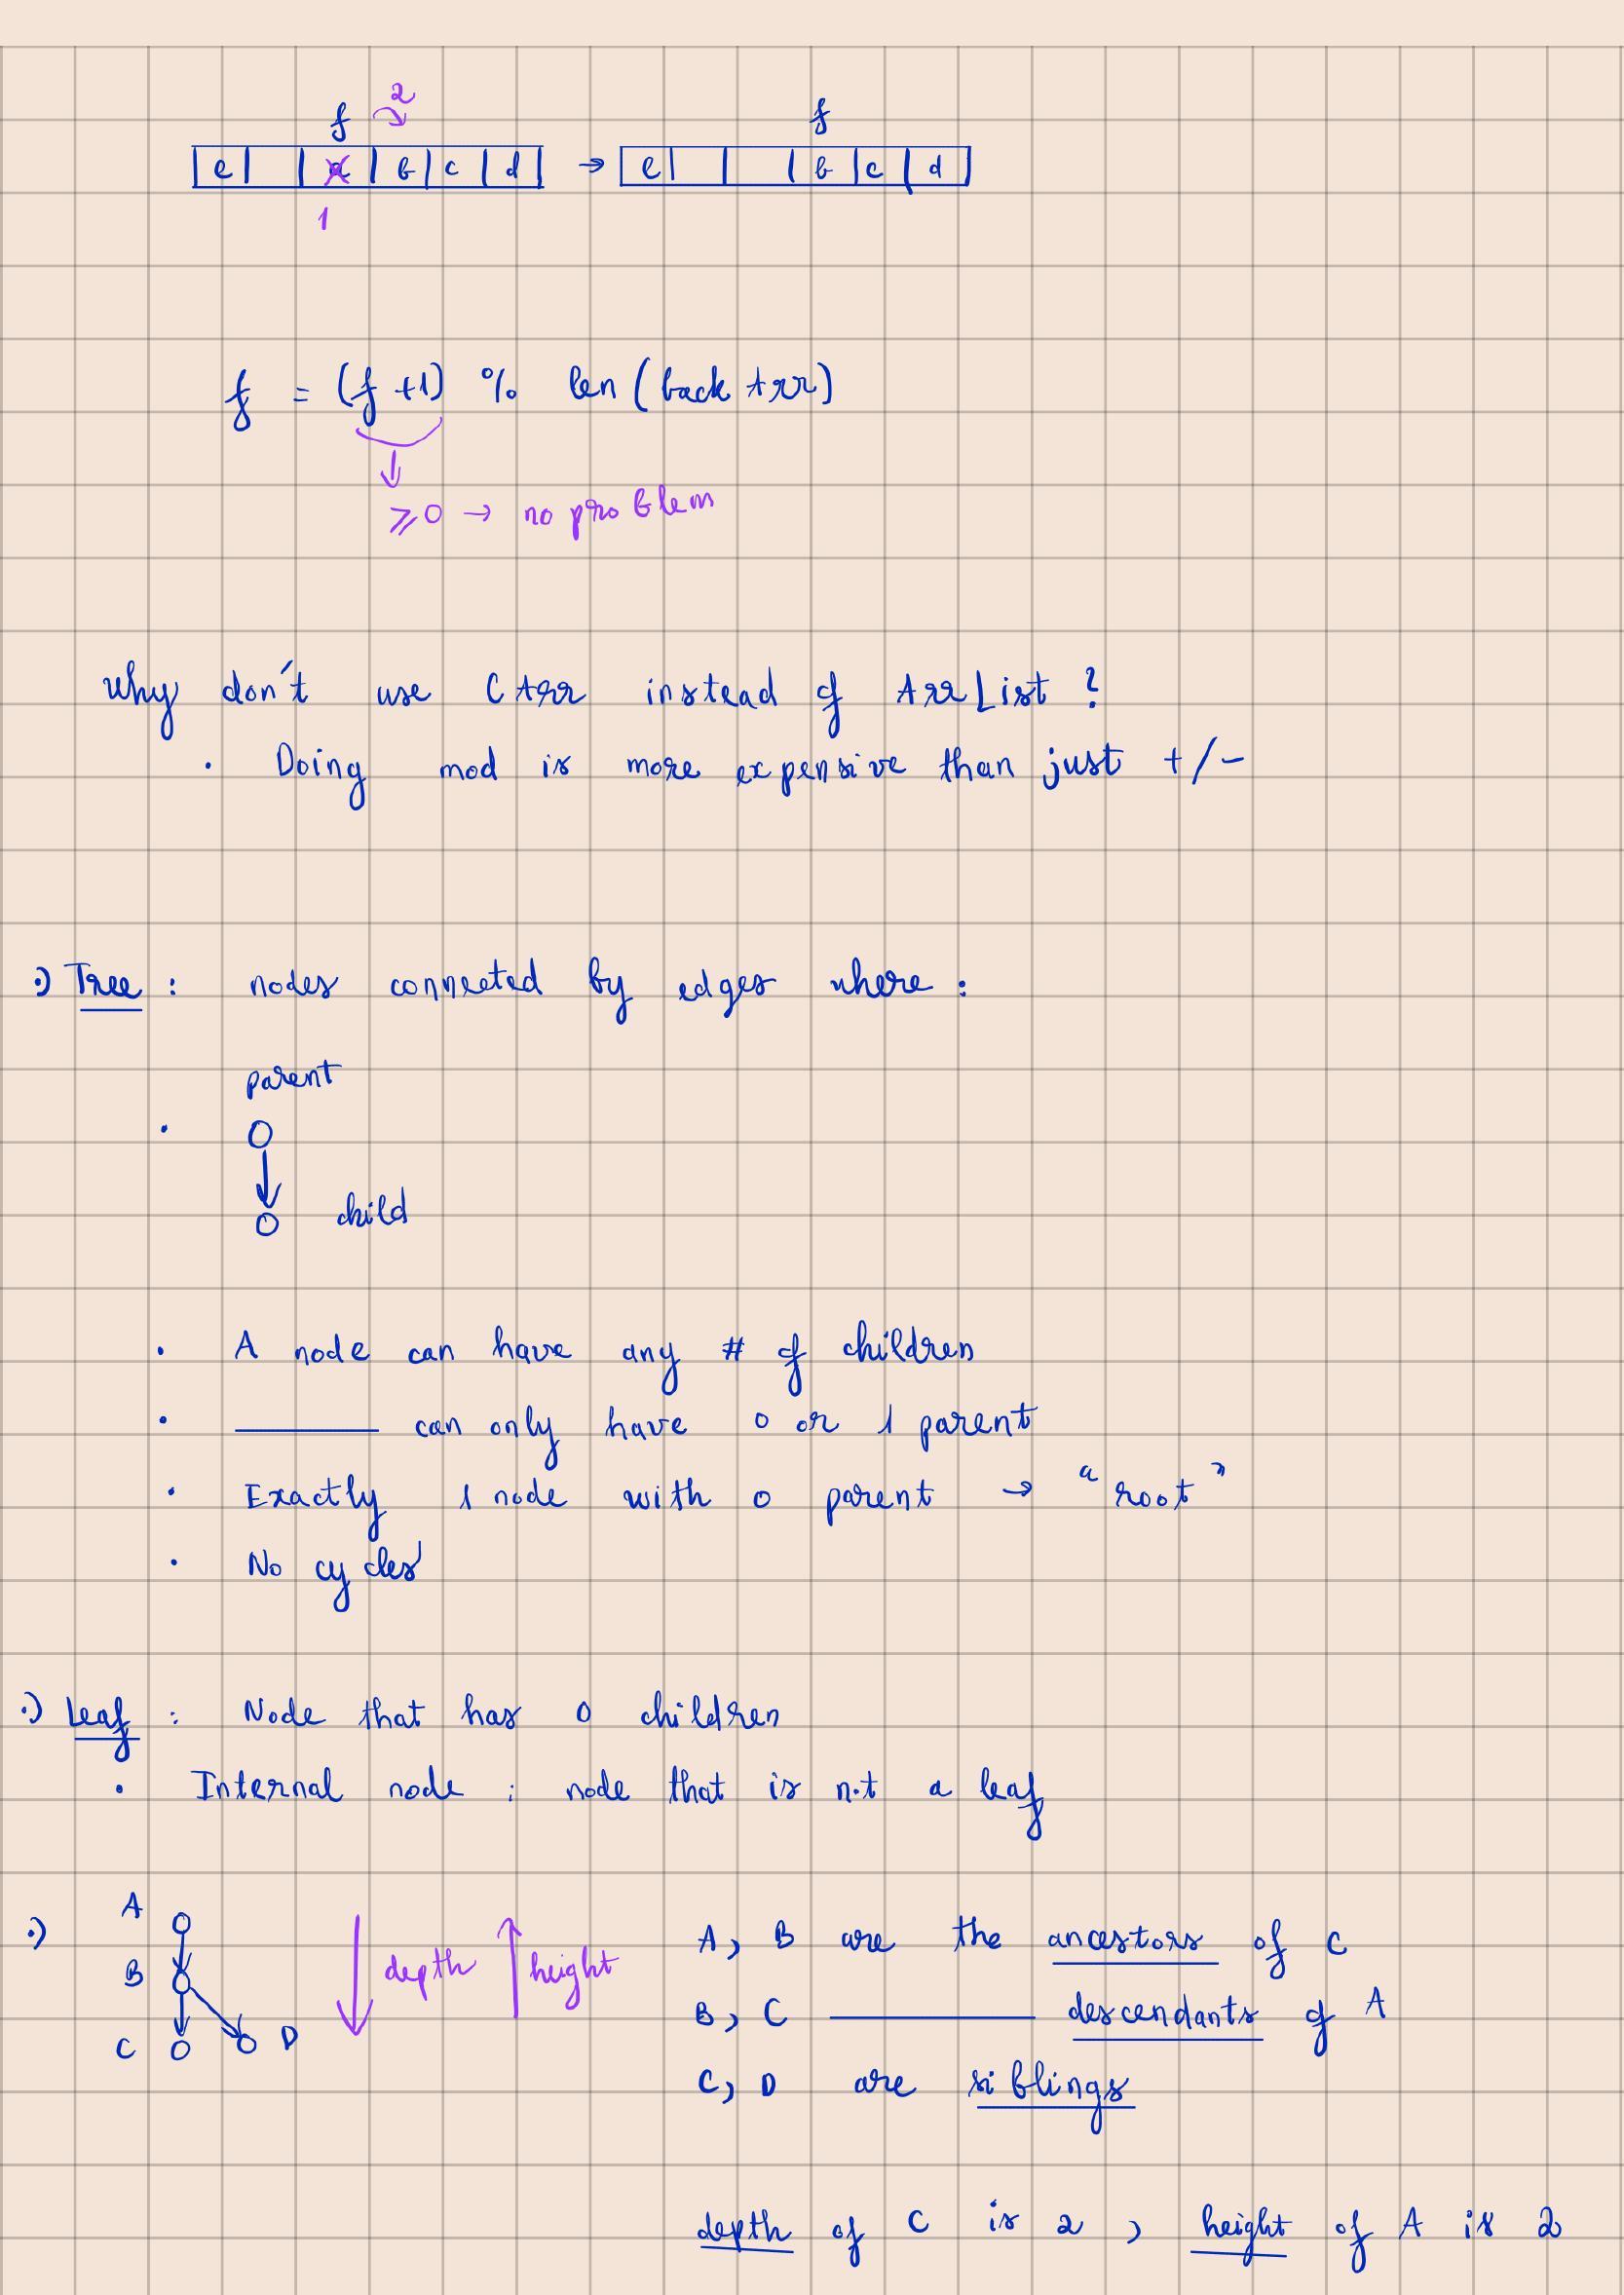 f 2 f
e a b c d → e b c d
1
f = (f +1) % len (back Arr)
≥0 → no problem
Why don't use CArr instead of ArrList ?
· Doing mod is more expensive than just +/-
·) Tree : nodes connected by edges where :
parent
·
child
· A node can have any # of children
· ——— can only have 0 or 1 parent
· Exactly 1 node with 0 parent → "root"
· No cycles
·) Leaf : Node that has 0 children
· Internal node : node that is not a leaf
·) A
B
C D
depth height
A, B are the ancestors of C
B, C ——— descendants of A
C, D are siblings
depth of C is 2 , height of A is 2